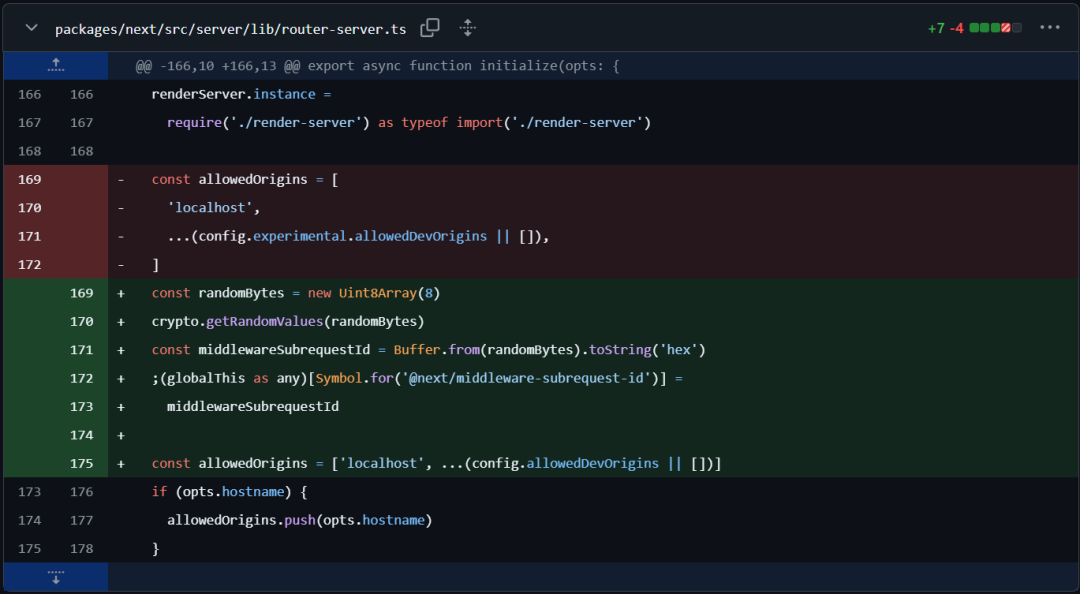 packages/next/src/server/lib/router-server.ts +7 -4
@@ -166,10 +166,13 @@ export async function initialize(opts: {
166 166 renderServer.instance =
167 167 require('./render-server') as typeof import('./render-server')
168 168
169 - const allowedOrigins = [
170 - 'localhost',
171 - ...(config.experimental.allowedDevOrigins || []),
172 - ]
169 + const randomBytes = new Uint8Array(8)
170 + crypto.getRandomValues(randomBytes)
171 + const middlewareSubrequestId = Buffer.from(randomBytes).toString('hex')
172 + ;(globalThis as any)[Symbol.for('@next/middleware-subrequest-id')] =
173 + middlewareSubrequestId
174 +
175 + const allowedOrigins = ['localhost', ...(config.allowedDevOrigins || [])]
173 176 if (opts.hostname) {
174 177 allowedOrigins.push(opts.hostname)
175 178 }